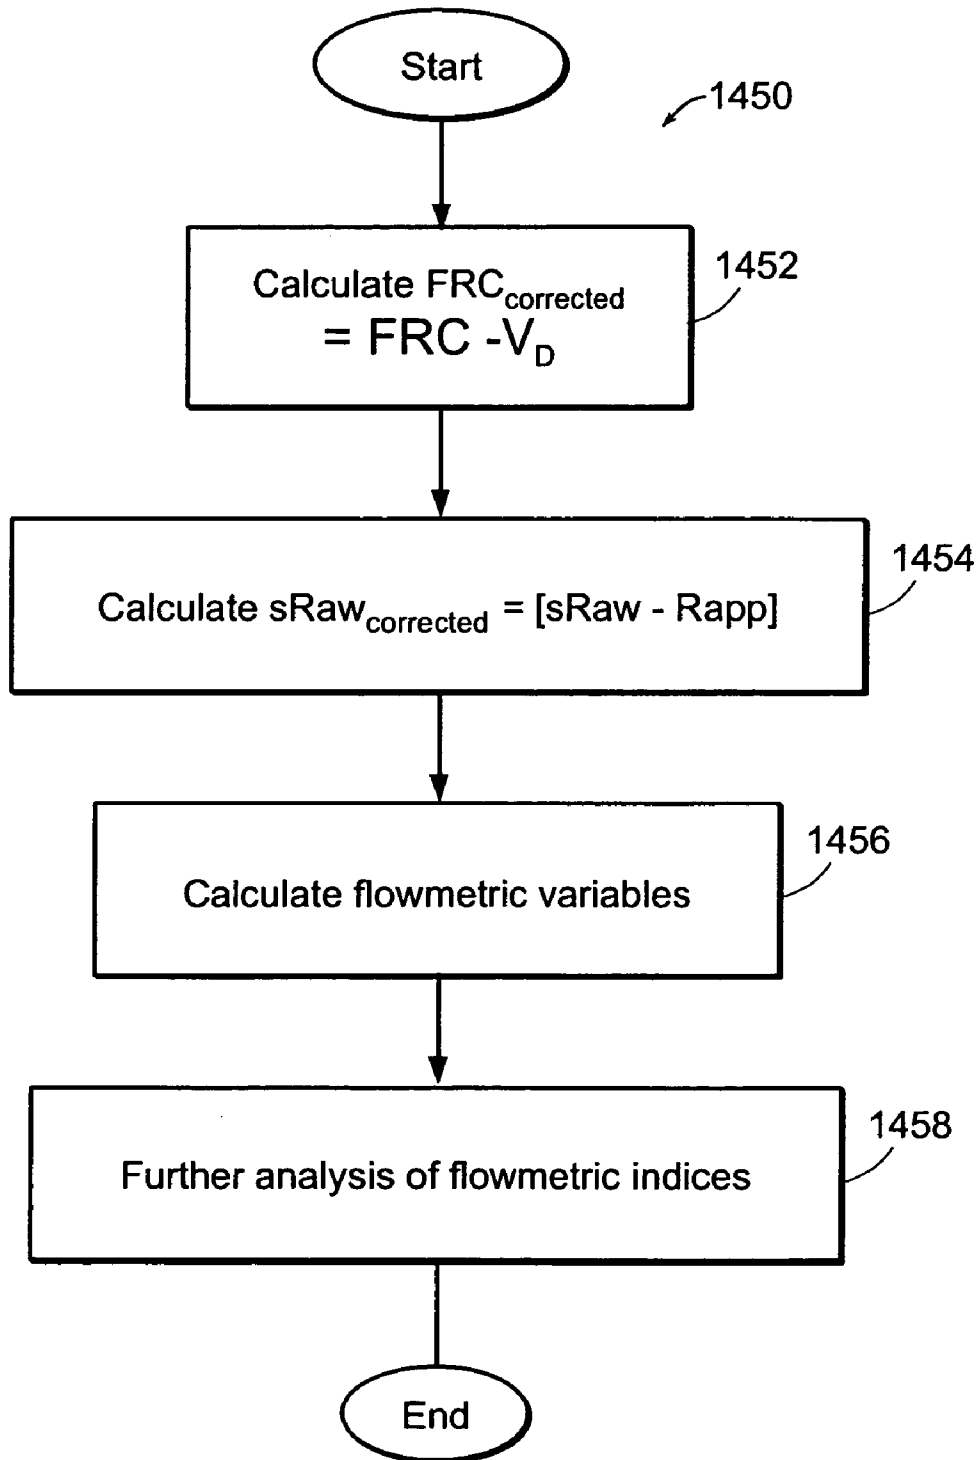 Start
1450
Calculate FRCcorrected
= FRC -VD
1452
Calculate sRawcorrected = [sRaw - Rapp]
1454
Calculate flowmetric variables
1456
Further analysis of flowmetric indices
1458
End